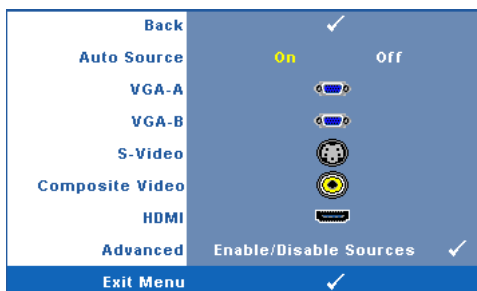 Back
Auto Source On Off
VGA-A
VGA-B
S-Video
Composite Video
HDMI
Advanced Enable/Disable Sources
Exit Menu